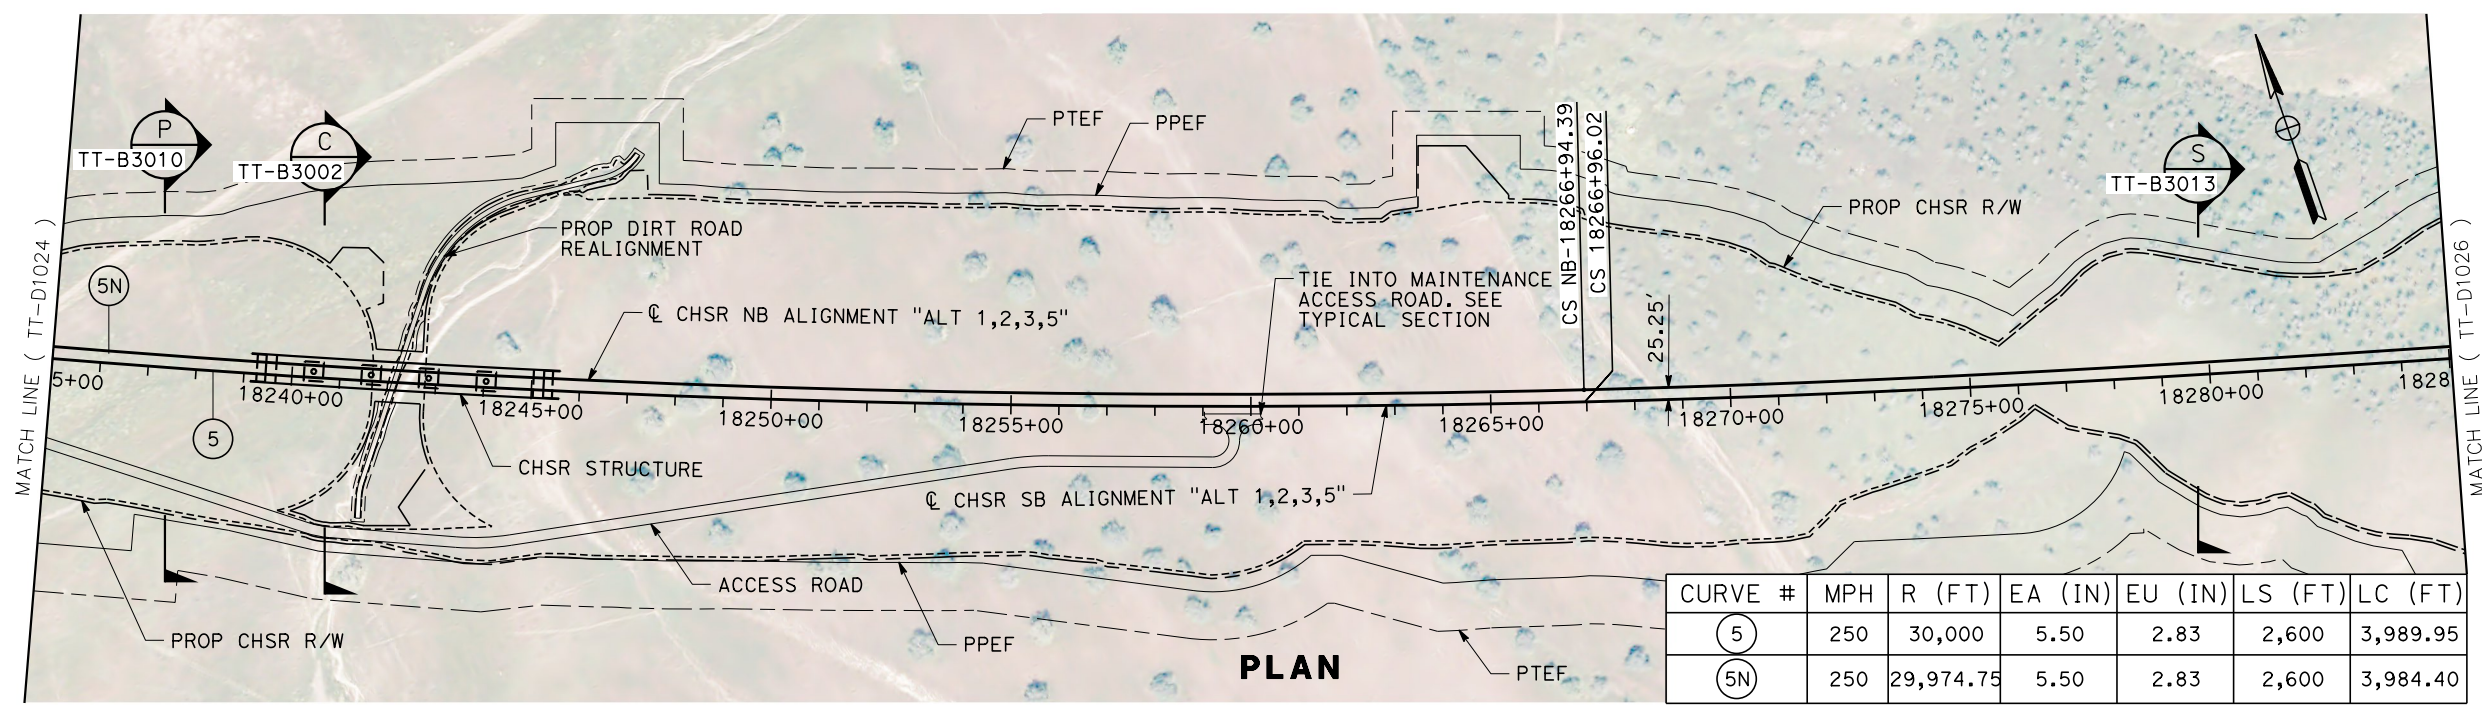 MATCH LINE ( TT-D1024 )
P
TT-B3010
C
TT-B3002
PTEF
PPEF
CS NB-18266+94.39
CS 18266+96.02
S
TT-B3013
PROP CHSR R/W
PROP DIRT ROAD
REALIGNMENT
5N
℄ CHSR NB ALIGNMENT "ALT 1,2,3,5"
TIE INTO MAINTENANCE
ACCESS ROAD. SEE
TYPICAL SECTION
25.25'
MATCH LINE ( TT-D1026 )
5+00
18240+00
18245+00
18250+00
18255+00
18260+00
18265+00
18270+00
18275+00
18280+00
1828
5
CHSR STRUCTURE
℄ CHSR SB ALIGNMENT "ALT 1,2,3,5"
ACCESS ROAD
PROP CHSR R/W
PPEF
PLAN
PTEF
CURVE # MPH R (FT) EA (IN) EU (IN) LS (FT) LC (FT)
5 250 30,000 5.50 2.83 2,600 3,989.95
5N 250 29,974.75 5.50 2.83 2,600 3,984.40